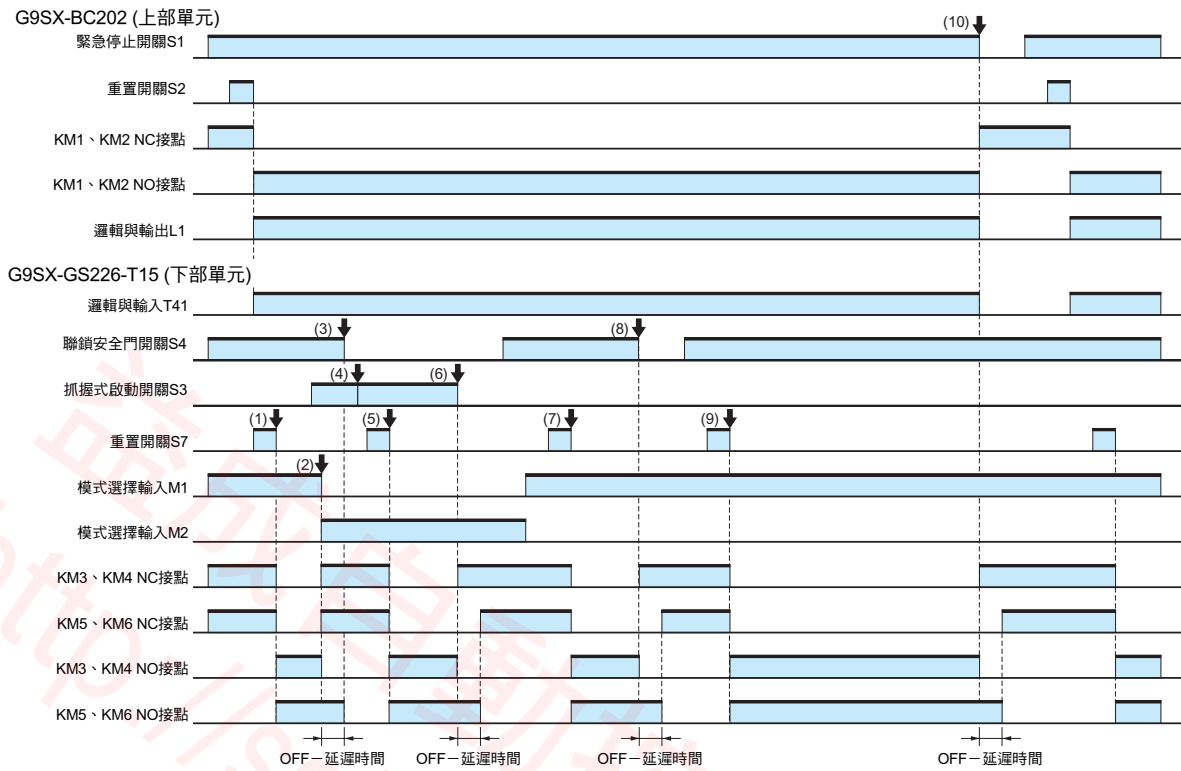 G9SX-BC202 (上部單元)
(10)
緊急停止開關S1
重置開關S2
KM1、KM2 NC接點
KM1、KM2 NO接點
邏輯與輸出L1
G9SX-GS226-T15 (下部單元)
邏輯與輸入T41
(3) (8)
聯鎖安全門開關S4
(4) (6)
抓握式啟動開關S3
(1) (5) (7) (9)
重置開關S7
(2)
模式選擇輸入M1
模式選擇輸入M2
KM3、KM4 NC接點
KM5、KM6 NC接點
KM3、KM4 NO接點
KM5、KM6 NO接點
OFF－延遲時間 OFF－延遲時間 OFF－延遲時間 OFF－延遲時間